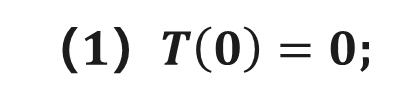 (1) T(0) = 0;